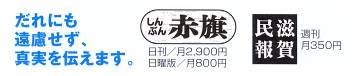 だれにも
遠慮せず、
真実を伝えます。
しんぶん赤旗
日刊／月2,900円
日曜版／月800円
滋賀
民報
週刊
月350円